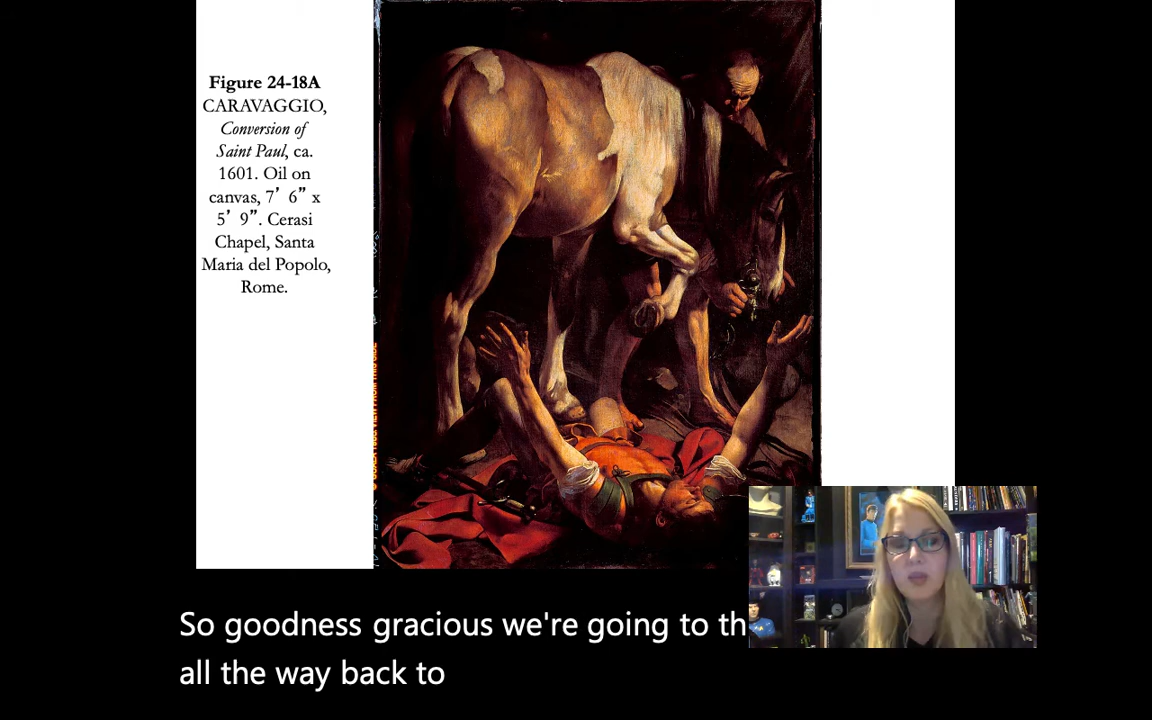 Figure 24-18A
CARAVAGGIO,
Conversion of
Saint Paul, ca.
1601. Oil on
canvas, 7’ 6” x
5’ 9”. Cerasi
Chapel, Santa
Maria del Popolo,
Rome.
So goodness gracious we're going to th
all the way back to